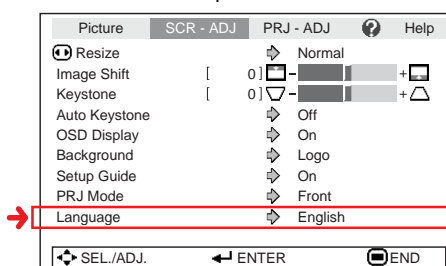 Picture SCR - ADJ PRJ - ADJ ? Help
Resize Normal
Image Shift [ 0 ] - +
Keystone [ 0 ] - +
Auto Keystone Off
OSD Display On
Background Logo
Setup Guide On
PRJ Mode Front
Language English
SEL./ADJ. ENTER END